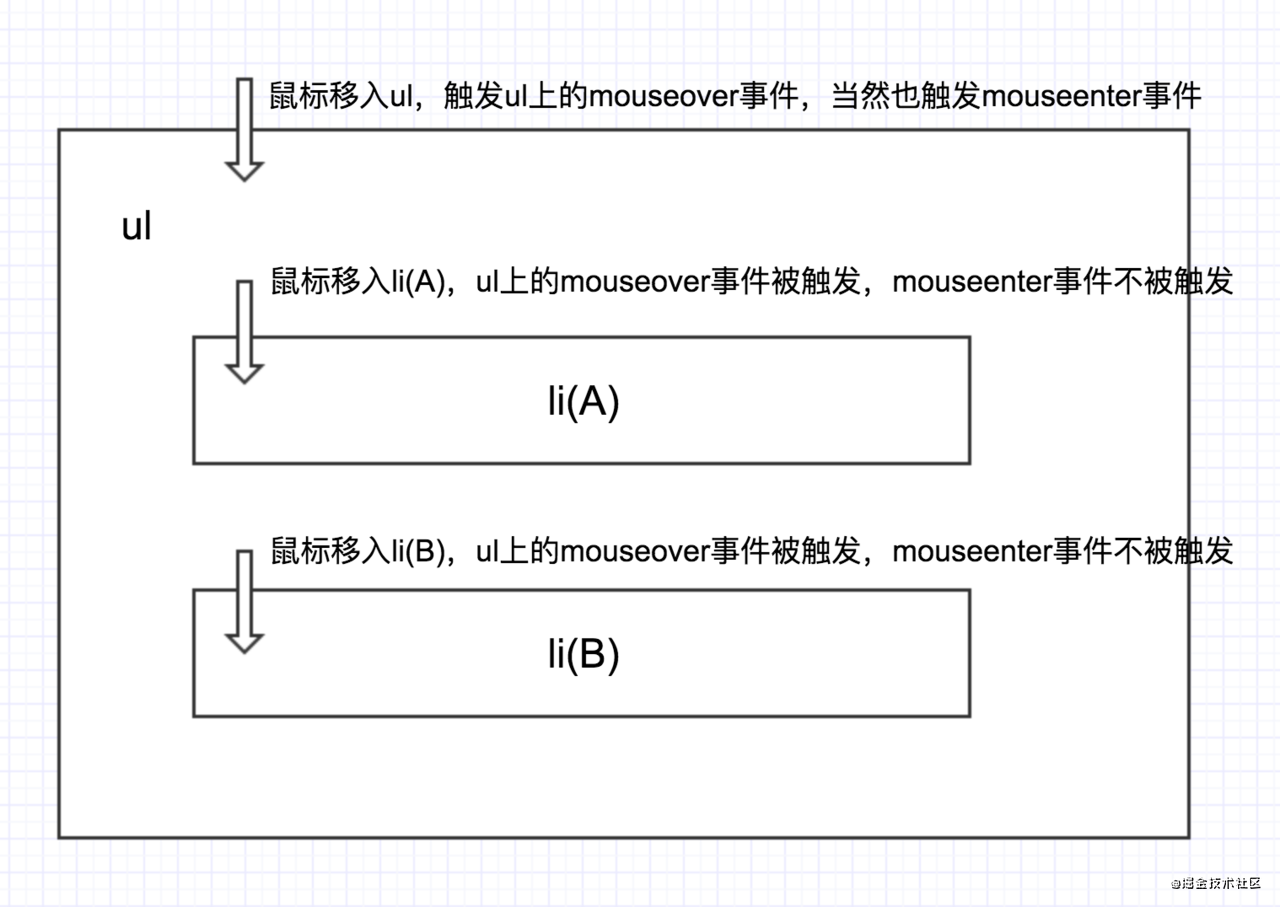 鼠标移入ul，触发ul上的mouseover事件，当然也触发mouseenter事件
ul
鼠标移入li(A)，ul上的mouseover事件被触发，mouseenter事件不被触发
li(A)
鼠标移入li(B)，ul上的mouseover事件被触发，mouseenter事件不被触发
li(B)
@掘金技术社区